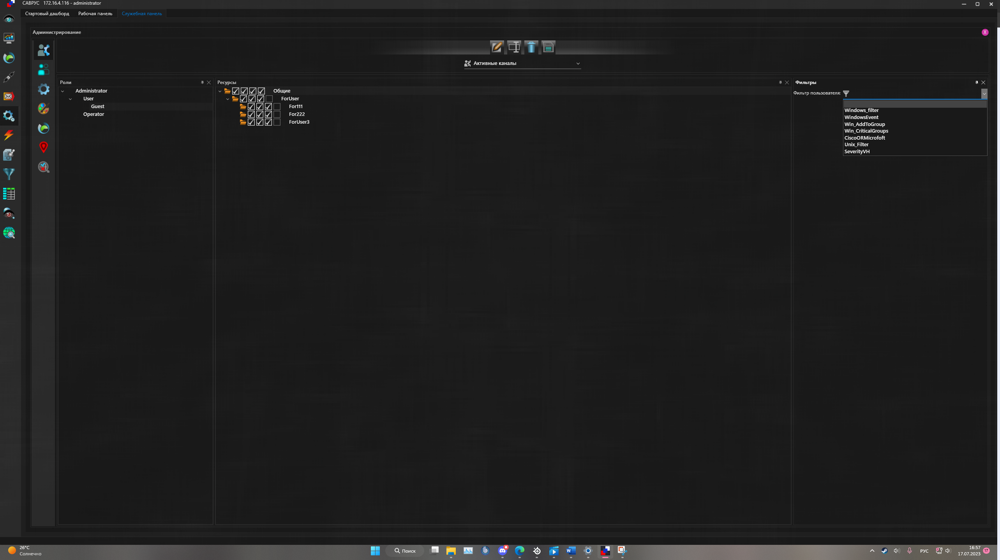 САВРУС 172.16.4.116 - administrator
Стартовый дашборд Рабочая панель Служебная панель
Администрирование
X
Активные каналы
Роли
Administrator
User
Guest
Operator
Ресурсы
Общие
ForUser
For111
For222
ForUser3
Фильтры
Фильтр пользователя:
Windows_filter
WindowsEvent
Win_AddToGroup
Win_CriticalGroups
CiscoORMicrofoft
Unix_Filter
SeverityVH
26°C
Солнечно
Поиск
W
РУС
16:57
17.07.2023
17